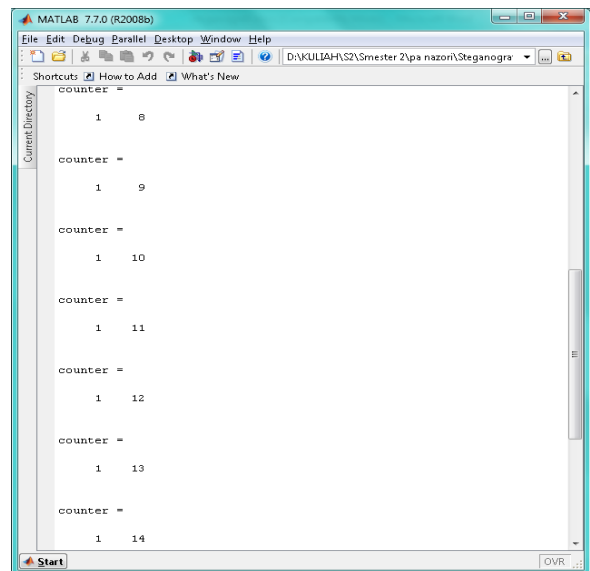 MATLAB 7.7.0 (R2008b)
File Edit Debug Parallel Desktop Window Help
D:\KULIAH\S2\Smester 2\pa nazori\Steganogra
Shortcuts How to Add What's New
Current Directory
counter =
1 8
counter =
1 9
counter =
1 10
counter =
1 11
counter =
1 12
counter =
1 13
counter =
1 14
Start
OVR